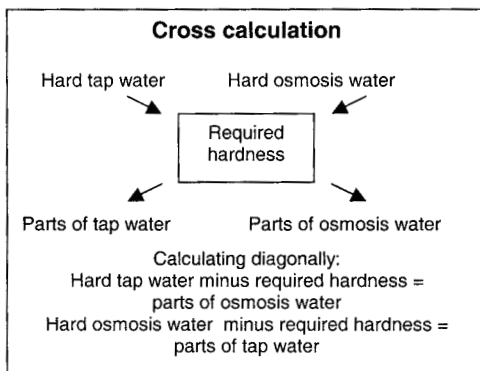 Cross calculation
Hard tap water Hard osmosis water
Required
hardness
Parts of tap water Parts of osmosis water
Calculating diagonally:
Hard tap water minus required hardness =
parts of osmosis water
Hard osmosis water minus required hardness =
parts of tap water